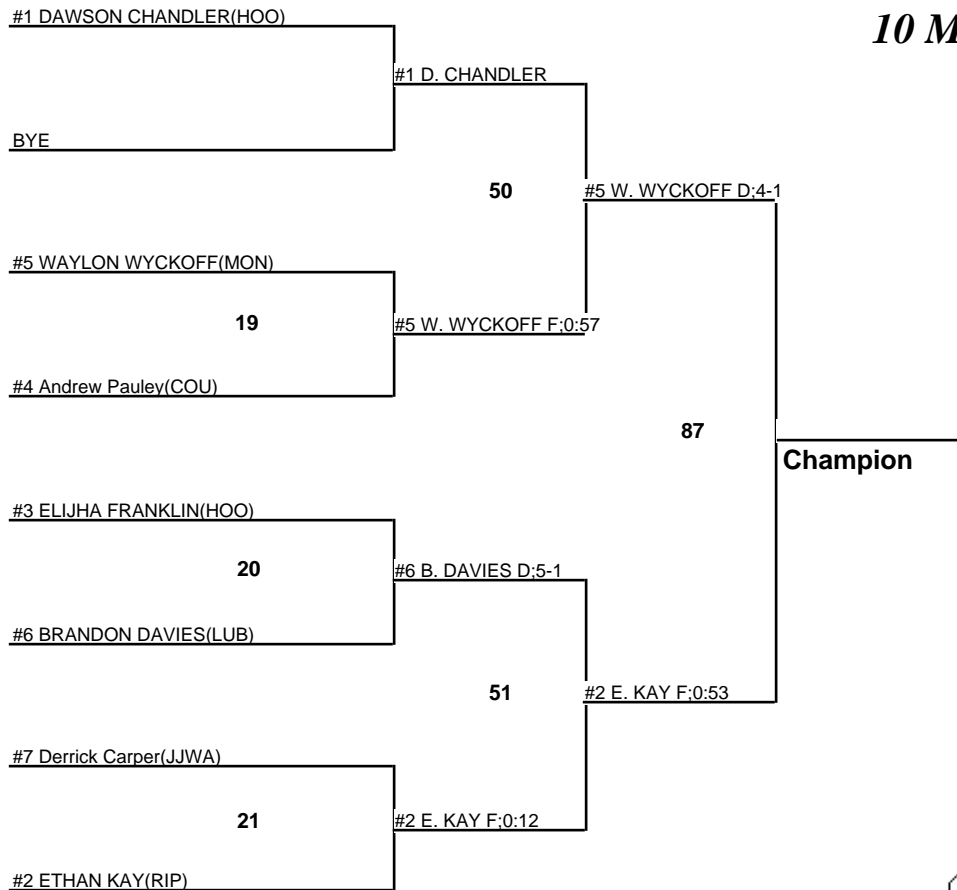 #1 DAWSON CHANDLER(HOO)
10 M
#1 D. CHANDLER
BYE
50
#5 W. WYCKOFF D;4-1
#5 WAYLON WYCKOFF(MON)
19
#5 W. WYCKOFF F;0:57
#4 Andrew Pauley(COU)
87
Champion
#3 ELIJHA FRANKLIN(HOO)
20
#6 B. DAVIES D;5-1
#6 BRANDON DAVIES(LUB)
51
#2 E. KAY F;0:53
#7 Derrick Carper(JJWA)
21
#2 E. KAY F;0:12
#2 ETHAN KAY(RIP)